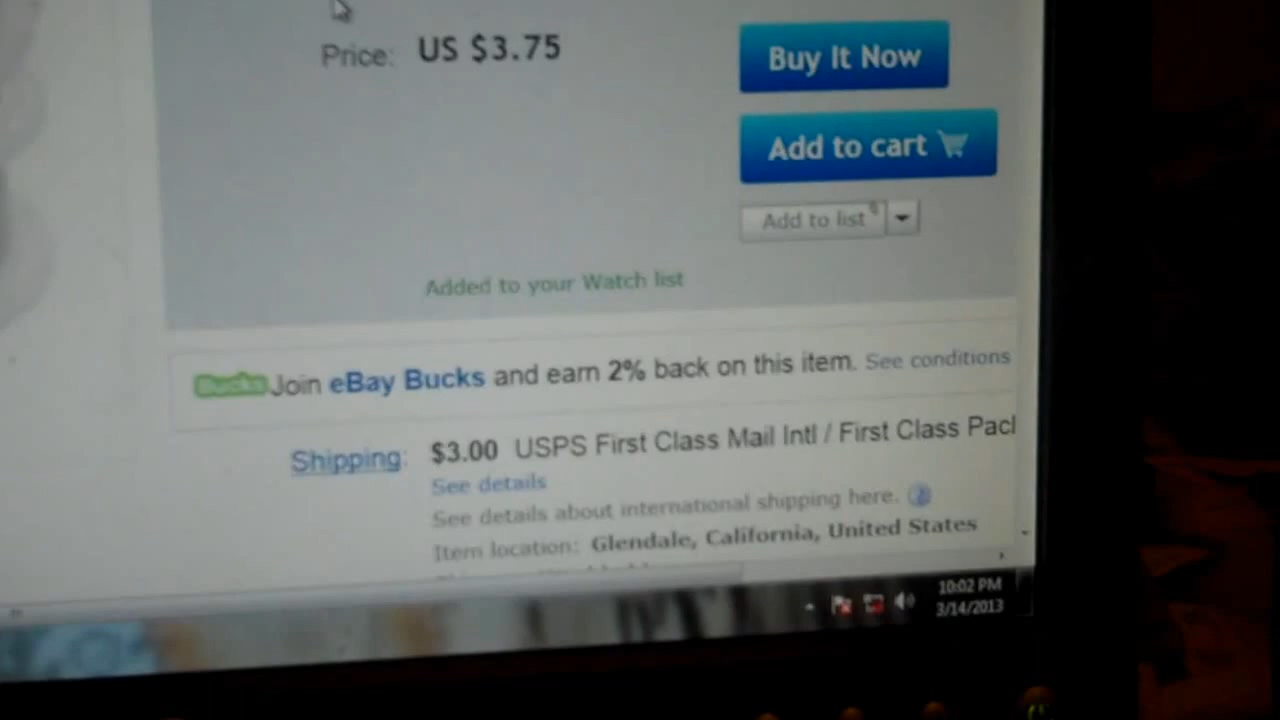 Price: US $3.75
Buy It Now
Add to cart
Add to list
Added to your Watch list
Bucks Join eBay Bucks and earn 2% back on this item. See conditions
Shipping: $3.00 USPS First Class Mail Intl / First Class Pack
See details
See details about international shipping here.
Item location: Glendale, California, United States
10:02 PM
3/14/2013